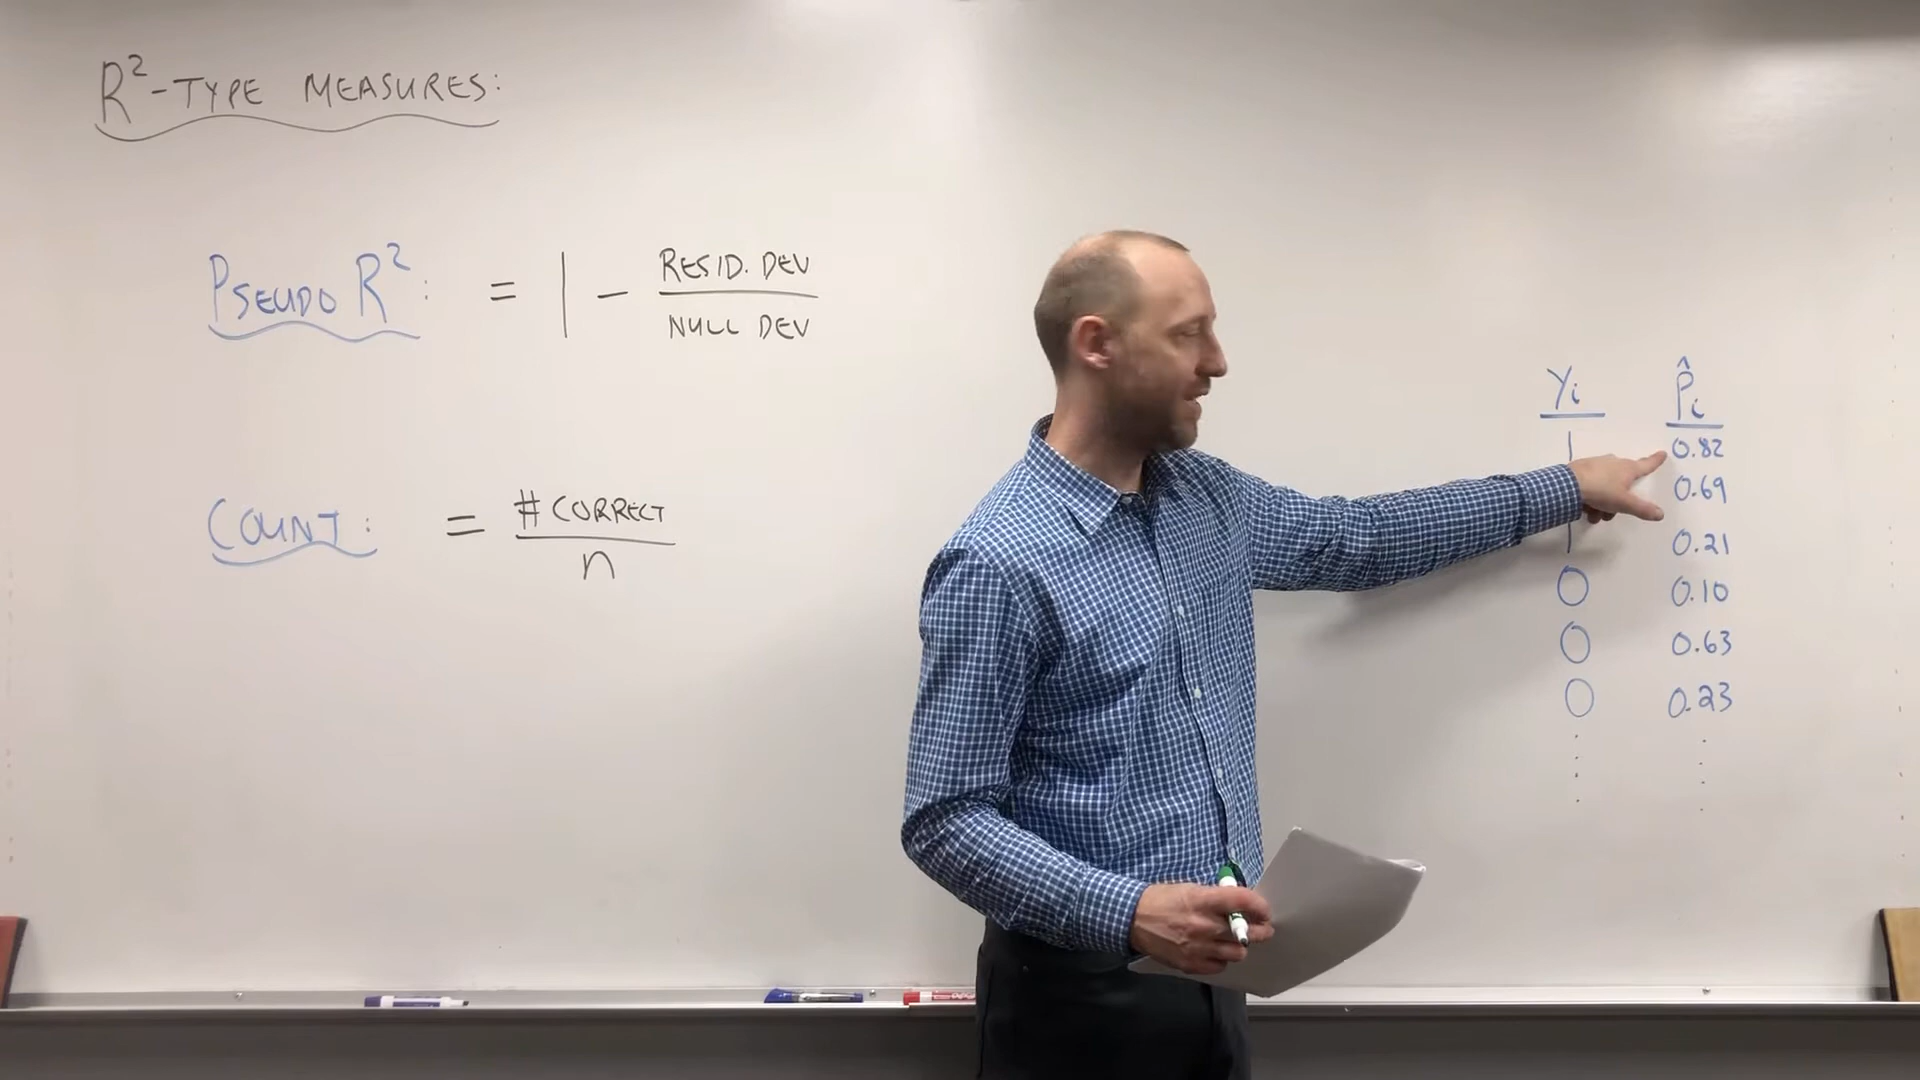 R²-TYPE MEASURES:
PSEUDO R²: = 1 - RESID. DEV / NULL DEV
COUNT: = # CORRECT / n
yᵢ p̂ᵢ
1 0.82
0.69
1 0.21
0 0.10
0 0.63
0 0.23